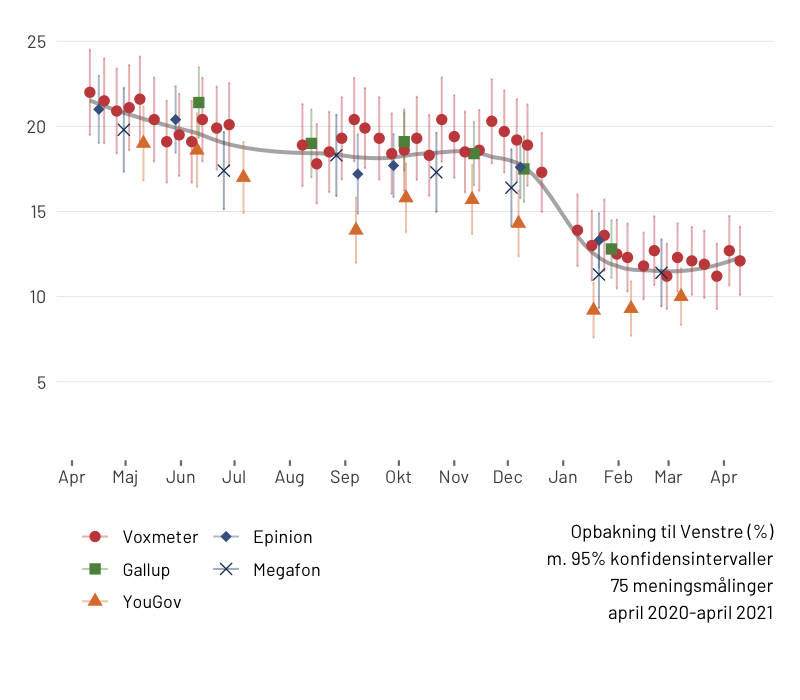 25
20
15
10
5
Apr Maj Jun Jul Aug Sep Okt Nov Dec Jan Feb Mar Apr
Voxmeter Epinion
Gallup Megafon
YouGov
Opbakning til Venstre (%)
m. 95% konfidensintervaller
75 meningsmålinger
april 2020-april 2021